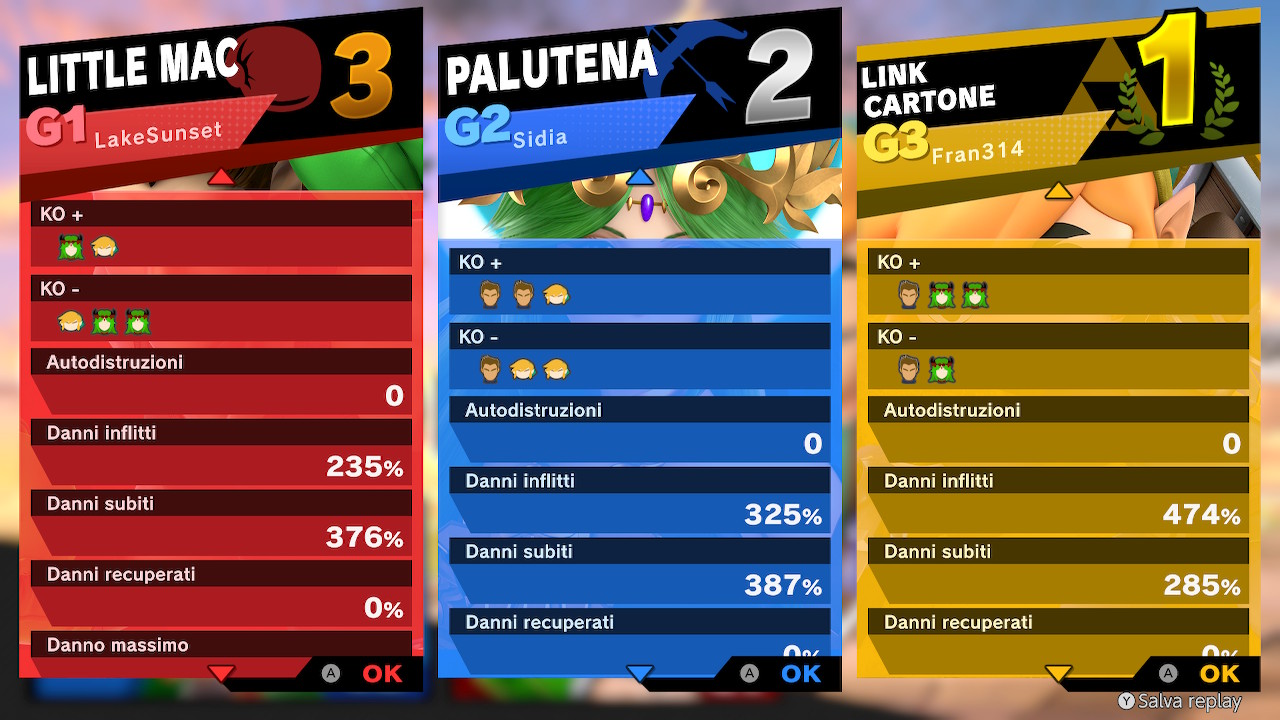 LITTLE MAC
3
G1 LakeSunset
KO +
KO -
Autodistruzioni
0
Danni inflitti
235%
Danni subiti
376%
Danni recuperati
0%
Danno massimo
A OK
PALUTENA
2
G2 Sidia
KO +
KO -
Autodistruzioni
0
Danni inflitti
325%
Danni subiti
387%
Danni recuperati
0%
A OK
LINK
CARTONE
1
G3 Fran314
KO +
KO -
Autodistruzioni
0
Danni inflitti
474%
Danni subiti
285%
Danni recuperati
0%
A OK
Y Salva replay